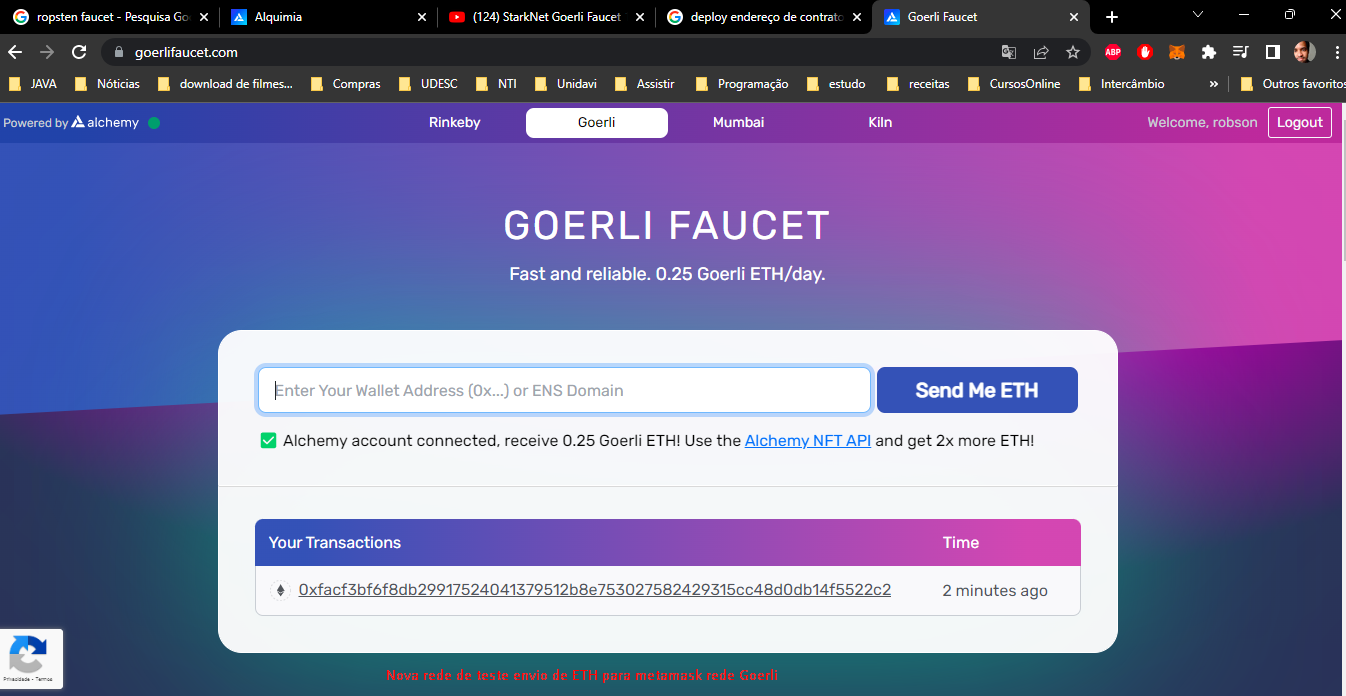 ropsten faucet - Pesquisa Go
Alquimia
(124) StarkNet Goerli Faucet
deploy endereço de contrato
Goerli Faucet
goerlifaucet.com
ABP
JAVA
Nóticias
download de filmes...
Compras
UDESC
NTI
Unidavi
Assistir
Programação
estudo
receitas
CursosOnline
Intercâmbio
»
Outros favoritos
Powered by alchemy
Rinkeby
Goerli
Mumbai
Kiln
Welcome, robson
Logout
GOERLI FAUCET
Fast and reliable. 0.25 Goerli ETH/day.
Enter Your Wallet Address (0x...) or ENS Domain
Send Me ETH
Alchemy account connected, receive 0.25 Goerli ETH! Use the Alchemy NFT API and get 2x more ETH!
Your Transactions
Time
0xfacf3bf6f8db29917524041379512b8e753027582429315cc48d0db14f5522c2
2 minutes ago
Privacidade - Termos
Nova rede de teste envio de ETH para metamask rede Goerli